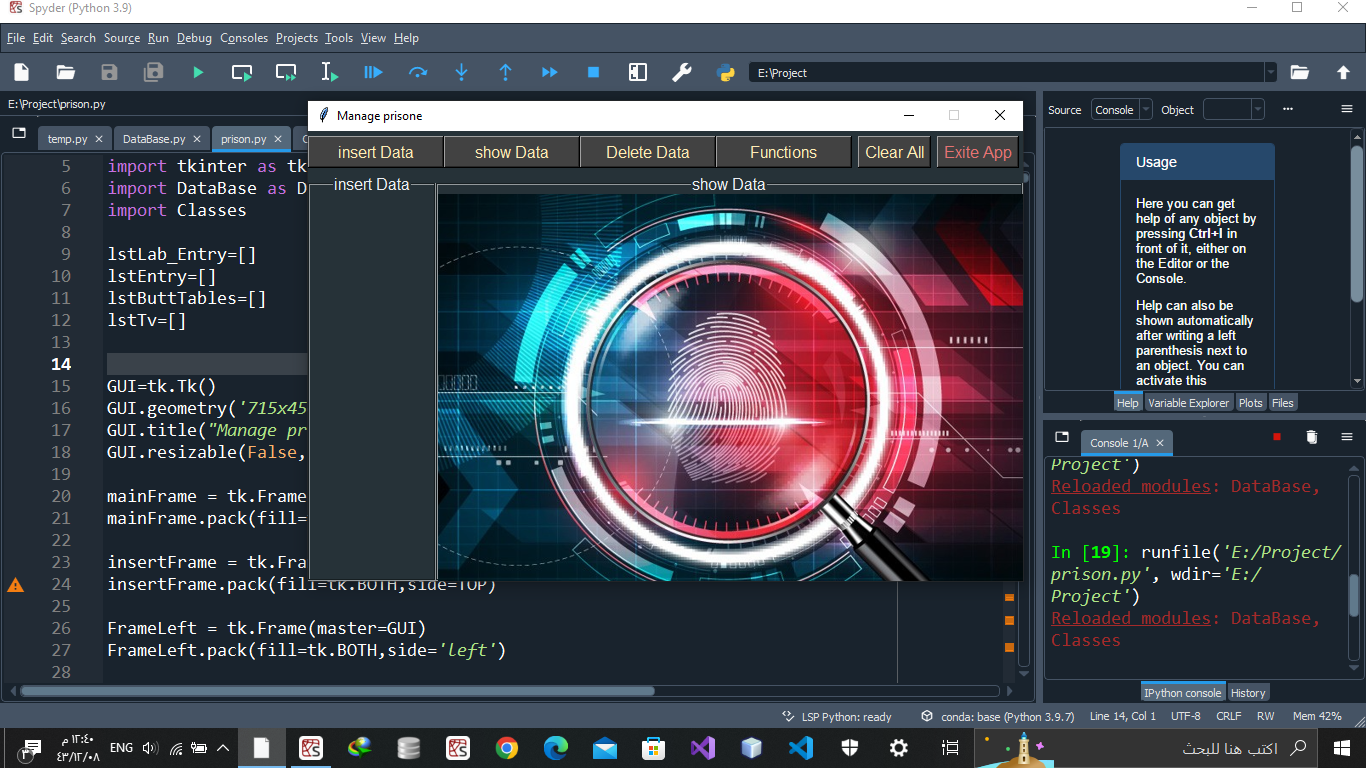 Spyder (Python 3.9)
File Edit Search Source Run Debug Consoles Projects Tools View Help
E:\Project
E:\Project\prison.py
temp.py
DataBase.py
prison.py
5 import tkinter as tk
6 import DataBase as D
7 import Classes
8
9 lstLab_Entry=[]
10 lstEntry=[]
11 lstButtTables=[]
12 lstTv=[]
13
14
15 GUI=tk.Tk()
16 GUI.geometry('715x45
17 GUI.title("Manage pr
18 GUI.resizable(False,
19
20 mainFrame = tk.Frame
21 mainFrame.pack(fill=
22
23 insertFrame = tk.Fra
24 insertFrame.pack(fill=tk.BOTH,side=TOP)
25
26 FrameLeft = tk.Frame(master=GUI)
27 FrameLeft.pack(fill=tk.BOTH,side='left')
28
Manage prisone
insert Data show Data Delete Data Functions Clear All Exite App
insert Data show Data
Source Console Object
Usage
Here you can get
help of any object by
pressing Ctrl+I in
front of it, either on
the Editor or the
Console.
Help can also be
shown automatically
after writing a left
parenthesis next to
an object. You can
activate this
Help Variable Explorer Plots Files
Console 1/A
Project')
Reloaded modules: DataBase,
Classes
In [19]: runfile('E:/Project/
prison.py', wdir='E:/
Project')
Reloaded modules: DataBase,
Classes
IPython console History
LSP Python: ready conda: base (Python 3.9.7) Line 14, Col 1 UTF-8 CRLF RW Mem 42%
١٢:٤٠ م
٤٣/١٢/٠٨
٣
ENG
اكتب هنا للبحث